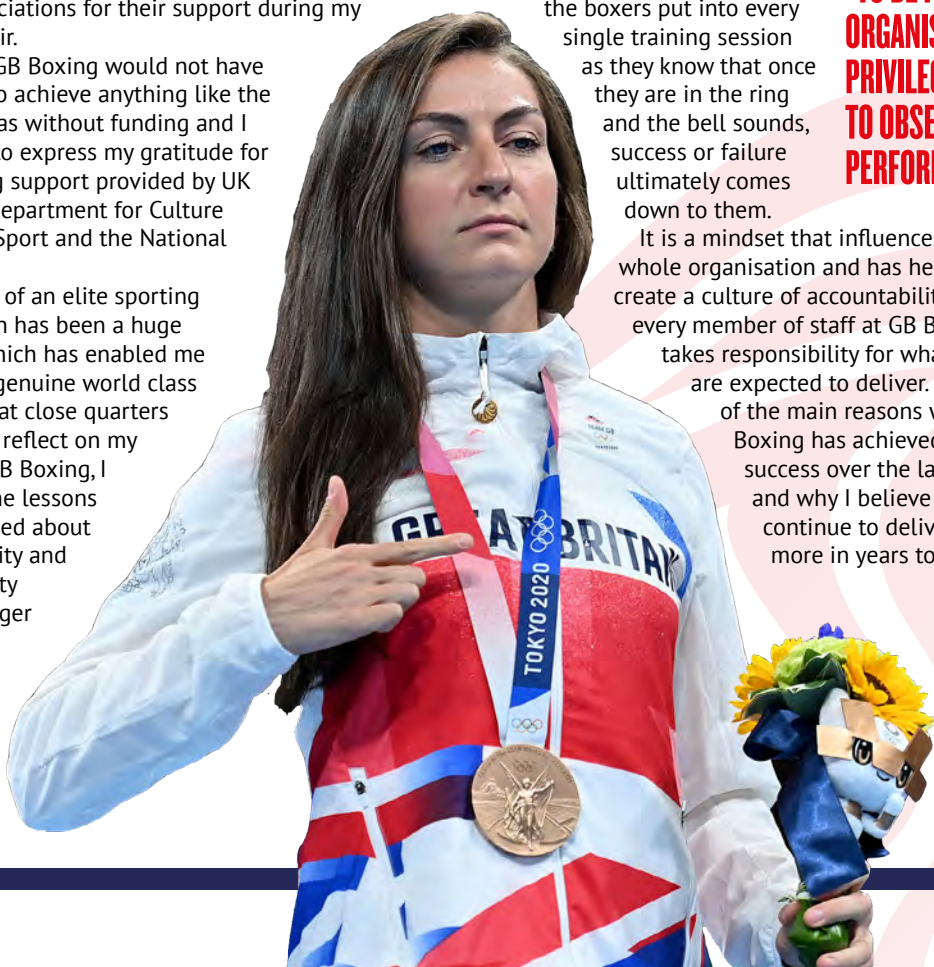 ciations for their support during my
ir.
GB Boxing would not have
o achieve anything like the
as without funding and I
to express my gratitude for
g support provided by UK
epartment for Culture
Sport and the National
of an elite sporting
n has been a huge
hich has enabled me
genuine world class
at close quarters
reflect on my
B Boxing, I
ne lessons
ed about
ity and
ty
ger
the boxers put into every
single training session
as they know that once
they are in the ring
and the bell sounds,
success or failure
ultimately comes
down to them.
It is a mindset that influences
whole organisation and has he
create a culture of accountabilit
every member of staff at GB B
takes responsibility for wha
are expected to deliver.
of the main reasons w
Boxing has achieved
success over the la
and why I believe
continue to deliv
more in years to
ORGANIS
PRIVILEG
TO OBSE
PERFORM
TEAM GB
GREAT BRITAIN
TOKYO 2020